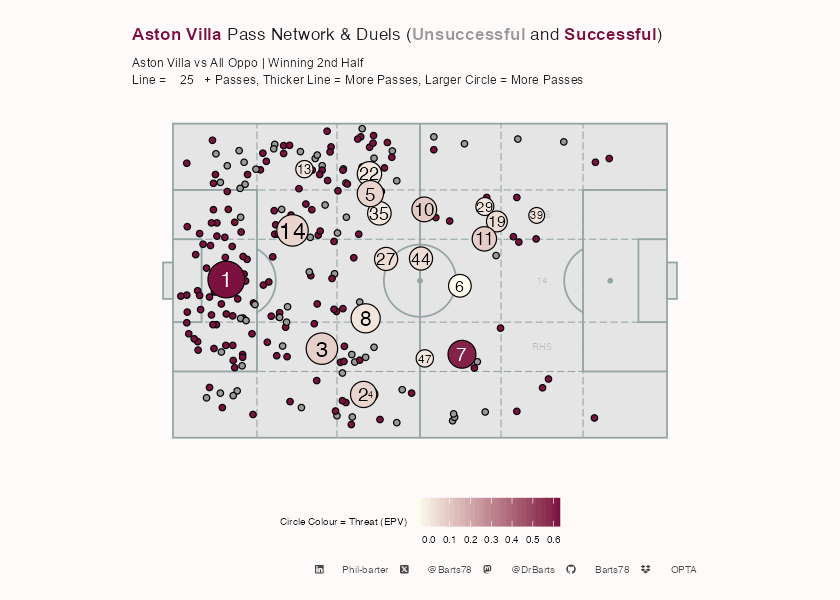 Aston Villa Pass Network & Duels (Unsuccessful and Successful)
Aston Villa vs All Oppo | Winning 2nd Half
Line = 25 + Passes, Thicker Line = More Passes, Larger Circle = More Passes
13
22
5
35
10
29
19
39
14
11
27
44
1
6
14
8
3
RHS
7
47
24
Circle Colour = Threat (EPV)
0.0 0.1 0.2 0.3 0.4 0.5 0.6
Phil-barter @Barts78 @DrBarts Barts78 OPTA